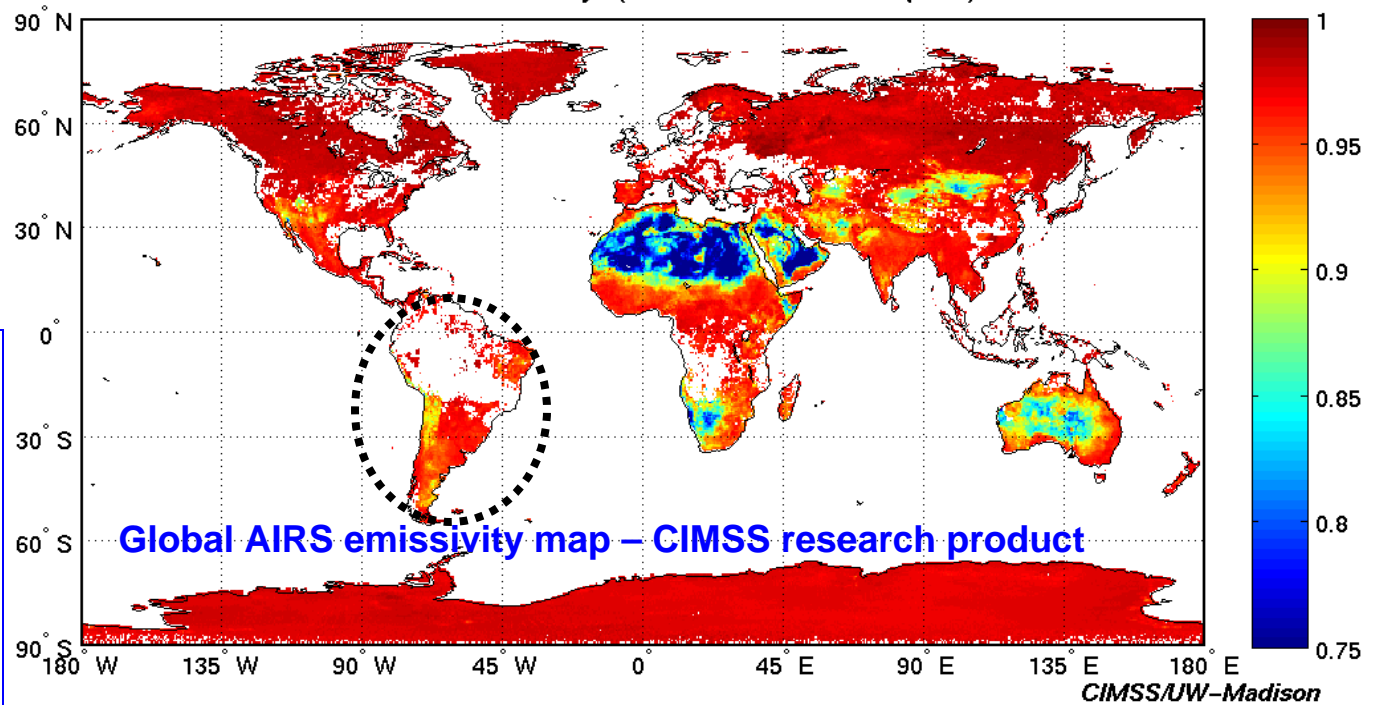 90° N
60° N
30° N
0°
30° S
60° S
90° S
180° W 135° W 90° W 45° W 0° 45° E 90° E 135° E 180° E
Global AIRS emissivity map – CIMSS research product
1
0.95
0.9
0.85
0.8
0.75
CIMSS/UW–Madison